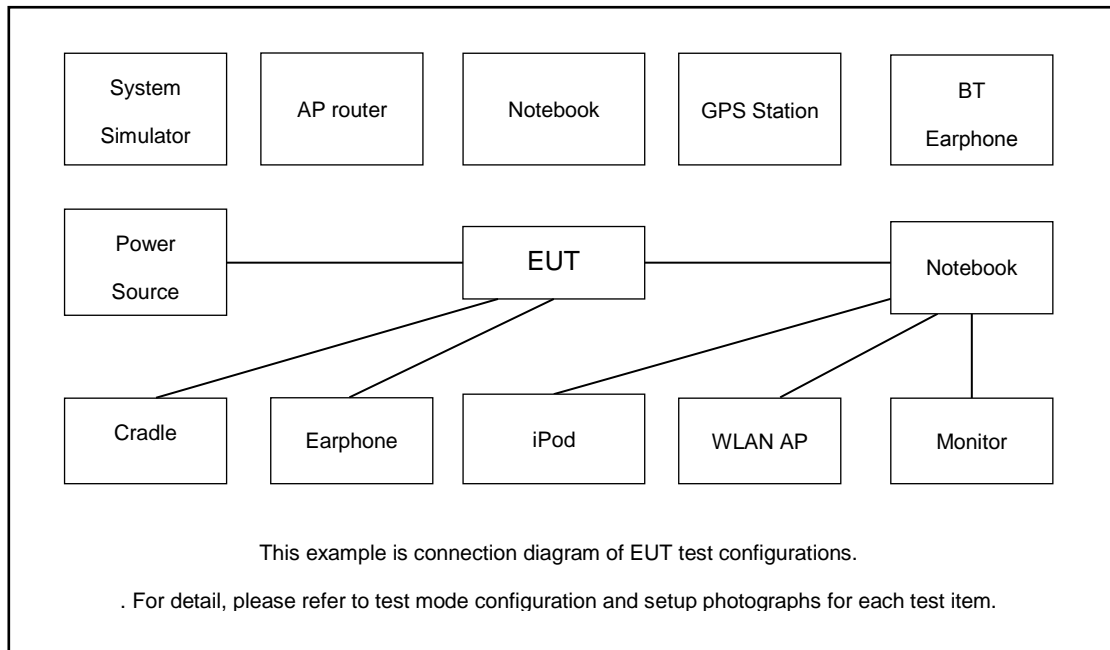 System
Simulator
AP router
Notebook
GPS Station
BT
Earphone
Power
Source
EUT
Notebook
Cradle
Earphone
iPod
WLAN AP
Monitor
This example is connection diagram of EUT test configurations.
. For detail, please refer to test mode configuration and setup photographs for each test item.